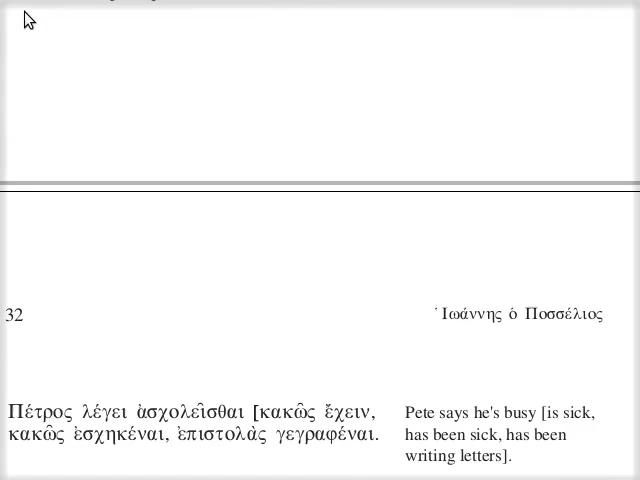 32
Ἰωάννης ὁ Ποσσέλιος
Πέτρος λέγει ἀσχολεῖσθαι [κακῶς ἔχειν,
κακῶς ἐσχηκέναι, ἐπιστολὰς γεγραφέναι.
Pete says he's busy [is sick,
has been sick, has been
writing letters].